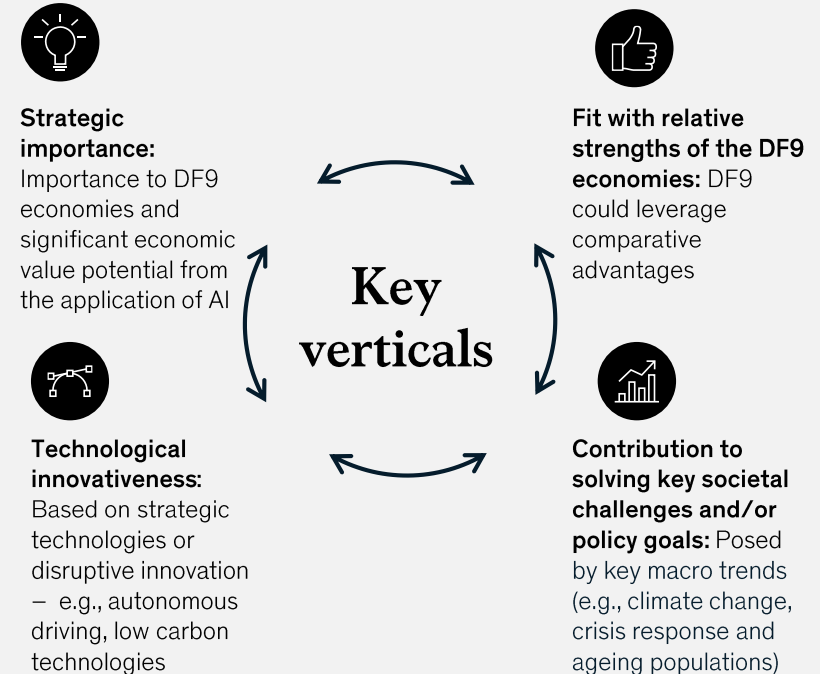 Strategic
importance:
Importance to DF9
economies and
significant economic
value potential from
the application of AI
Fit with relative
strengths of the DF9
economies: DF9
could leverage
comparative
advantages
Key
verticals
Technological
innovativeness:
Based on strategic
technologies or
disruptive innovation
– e.g., autonomous
driving, low carbon
technologies
Contribution to
solving key societal
challenges and/or
policy goals: Posed
by key macro trends
(e.g., climate change,
crisis response and
ageing populations)